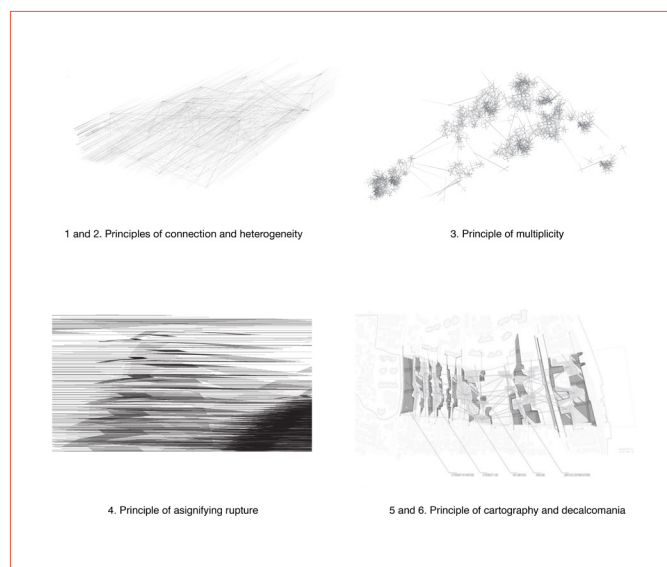 1 and 2. Principles of connection and heterogeneity
3. Principle of multiplicity
4. Principle of asignifying rupture
5 and 6. Principle of cartography and decalcomania